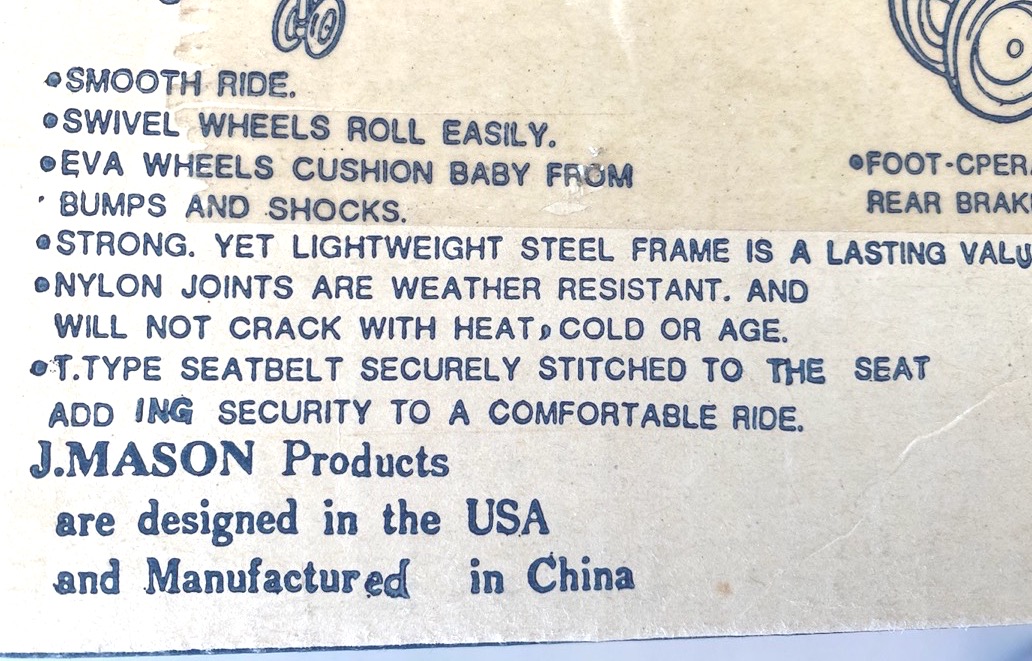 •SMOOTH RIDE.
•SWIVEL WHEELS ROLL EASILY.
•EVA WHEELS CUSHION BABY FROM
BUMPS AND SHOCKS.
•FOOT-CPER
REAR BRAK
•STRONG. YET LIGHTWEIGHT STEEL FRAME IS A LASTING VALU
•NYLON JOINTS ARE WEATHER RESISTANT. AND
WILL NOT CRACK WITH HEAT, COLD OR AGE.
•T.TYPE SEATBELT SECURELY STITCHED TO THE SEAT
ADD ING SECURITY TO A COMFORTABLE RIDE.
J.MASON Products
are designed in the USA
and Manufactured in China